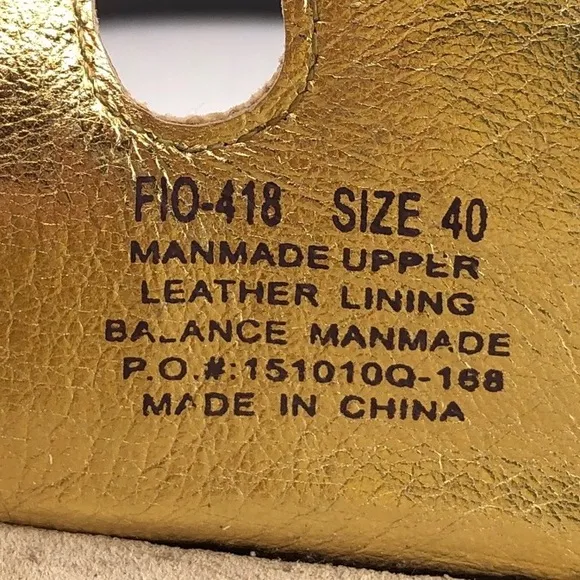 FIO-418 SIZE 40
MANMADE UPPER
LEATHER LINING
BALANCE MANMADE
P.O.#:151010Q-168
MADE IN CHINA